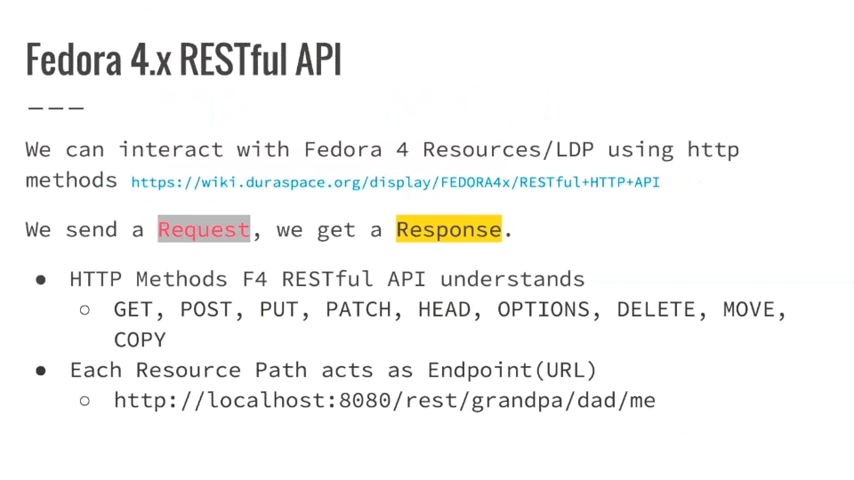 Fedora 4.x RESTful API
———
We can interact with Fedora 4 Resources/LDP using http
methods https://wiki.duraspace.org/display/FEDORA4x/RESTful+HTTP+API
We send a Request, we get a Response.
● HTTP Methods F4 RESTful API understands
○ GET, POST, PUT, PATCH, HEAD, OPTIONS, DELETE, MOVE,
COPY
● Each Resource Path acts as Endpoint(URL)
○ http://localhost:8080/rest/grandpa/dad/me